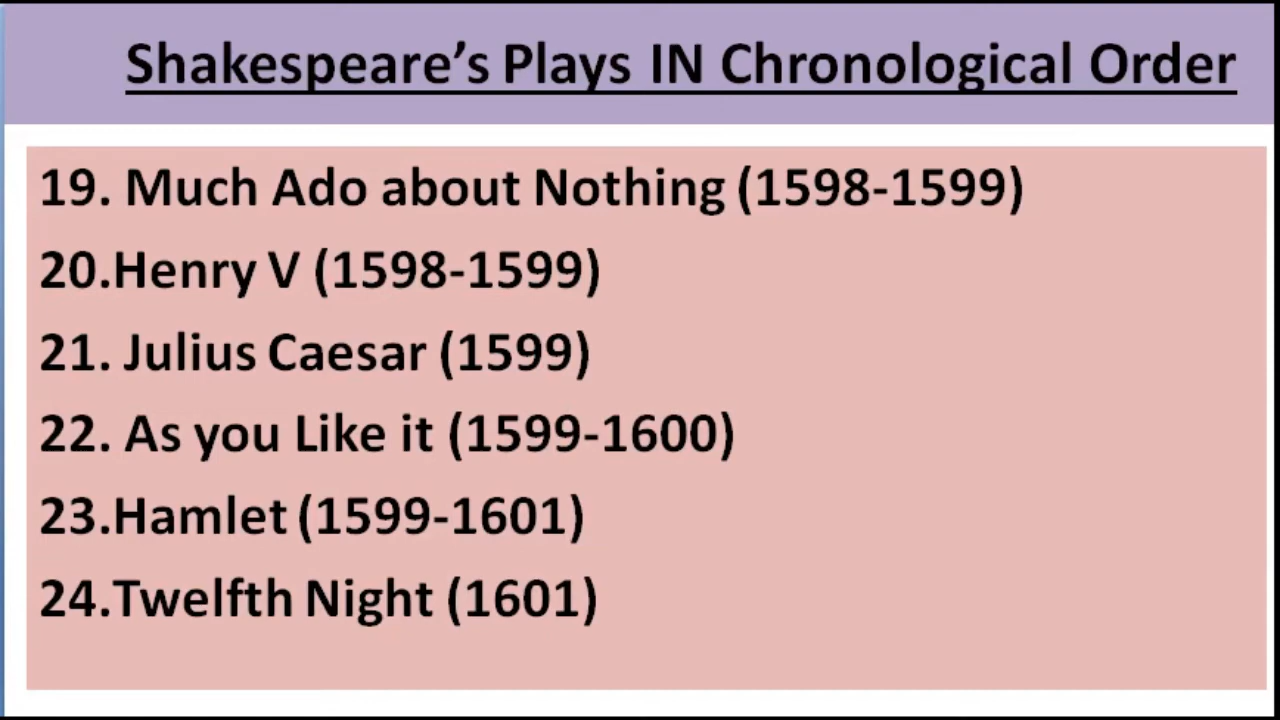 Shakespeare’s Plays IN Chronological Order
19. Much Ado about Nothing (1598-1599)
20.Henry V (1598-1599)
21. Julius Caesar (1599)
22. As you Like it (1599-1600)
23.Hamlet (1599-1601)
24.Twelfth Night (1601)